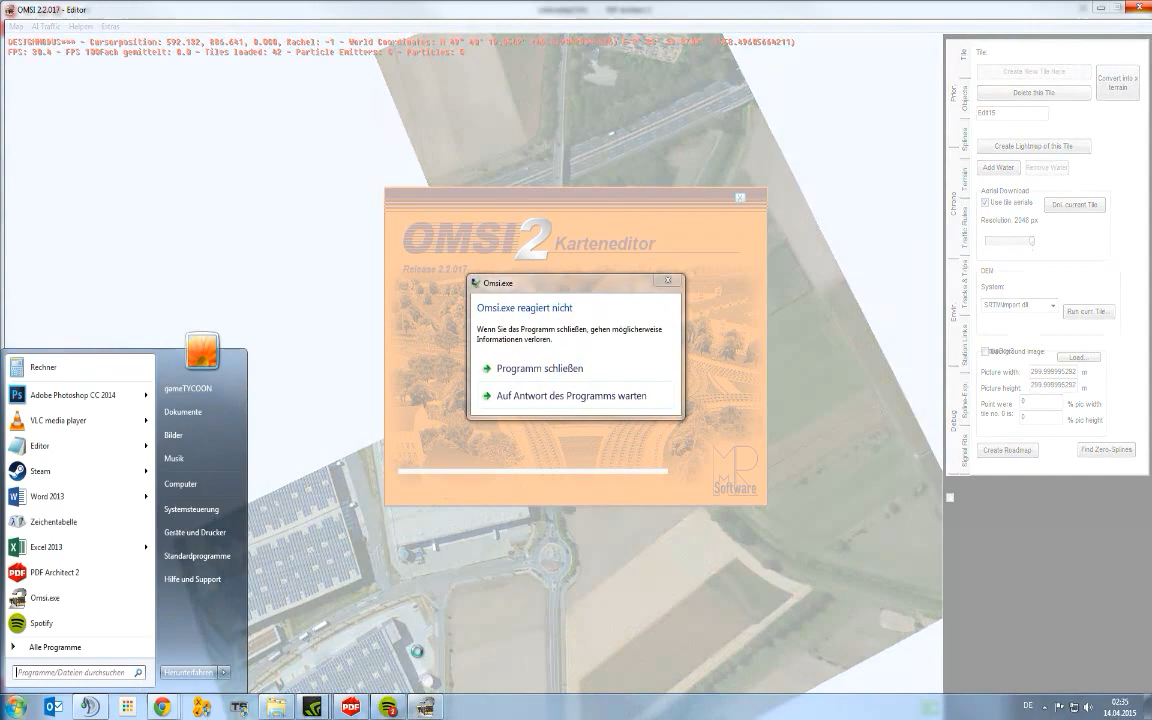 OMSI 2.2.017 - Editor
Map AI Traffic Helpers Extras
FPS: 30.4 - FPS 100Fach gemittelt: 0.0 - Tiles loaded: 42 - Particle Emitters: 0 - Particles: 0
OMSI 2 Karteneditor
Release 2.2.017
Omsi.exe
Omsi.exe reagiert nicht
Wenn Sie das Programm schließen, gehen möglicherweise
Informationen verloren.
Programm schließen
Auf Antwort des Programms warten
MR
Software
Tile
Objects
Splines
Terrain
Traffic Rules
Tracks & Trips
Station Links
Spline-Exp.
Signal Rts.
Chrono
Envir.
Debug
Tile:
Create New Tile Here
Delete this Tile
Convert into a
terrain
Edit15
Create Lightmap of this Tile
Add Water
Remove Water
Aerial Download
Use tile aerials
Dnl. current Tile
Resolution: 2048 px
DEM
System:
SRTMimport.dll
Run curr. Tile...
Load...
Picture width: 299.999995292 m
Picture height: 299.999995292 m
Point were 0 % pic width
tile no. 0 is: 0 % pic height
Create Roadmap
Find Zero-Splines
Rechner
Adobe Photoshop CC 2014
VLC media player
Editor
Steam
Word 2013
Zeichentabelle
Excel 2013
PDF Architect 2
Omsi.exe
Spotify
Alle Programme
Programme/Dateien durchsuchen
gameTYCOON
Dokumente
Bilder
Musik
Computer
Systemsteuerung
Geräte und Drucker
Standardprogramme
Hilfe und Support
Herunterfahren
DE
02:35
14.04.2015